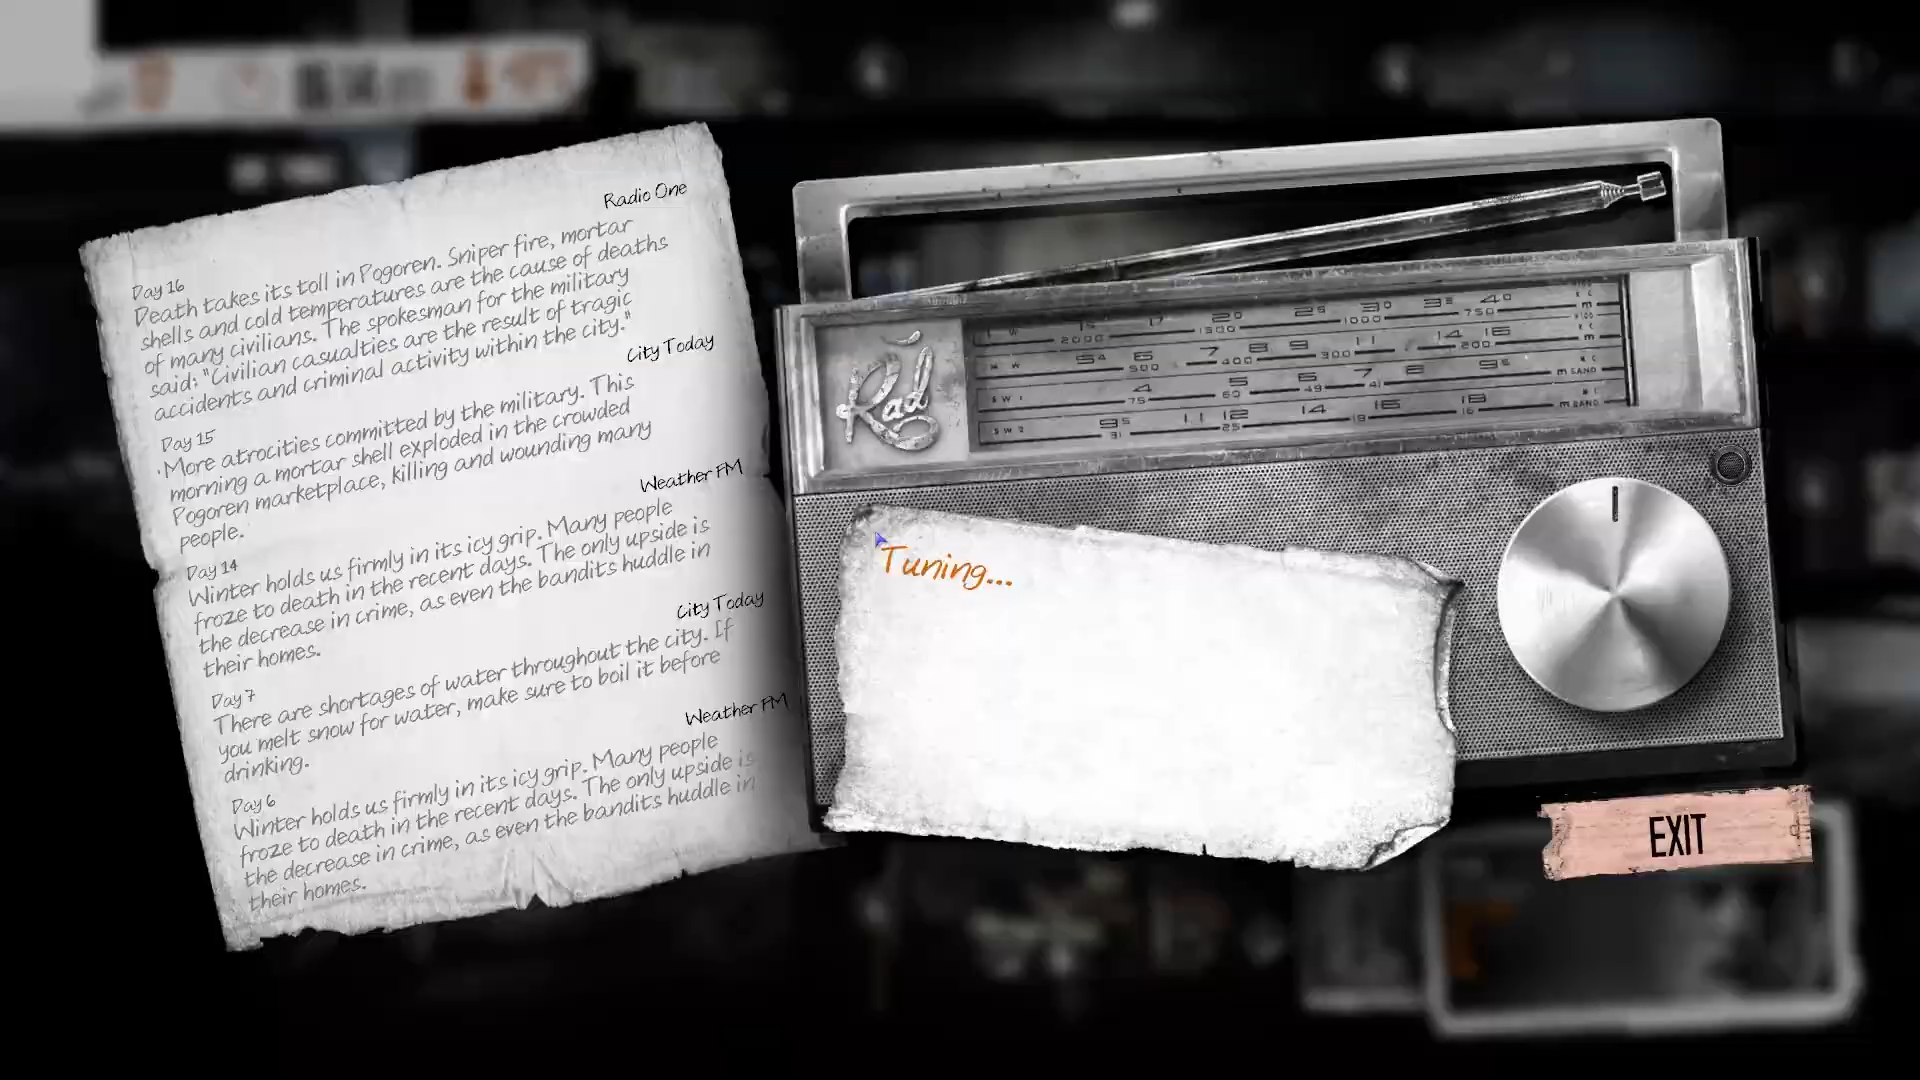 Radio One
Day 16
Death takes its toll in Pogoren. Sniper fire, mortar
shells and cold temperatures are the cause of deaths
of many civilians. The spokesman for the military
said: "Civilian casualties are the result of tragic
accidents and criminal activity within the city."
City Today
Day 15
More atrocities committed by the military. This
morning a mortar shell exploded in the crowded
Pogoren marketplace, killing and wounding many
people.
Weather FM
Day 14
Winter holds us firmly in its icy grip. Many people
froze to death in the recent days. The only upside is
the decrease in crime, as even the bandits huddle in
their homes.
City Today
Day 7
There are shortages of water throughout the city. If
you melt snow for water, make sure to boil it before
drinking.
Weather FM
Day 6
Winter holds us firmly in its icy grip. Many people
froze to death in the recent days. The only upside is
the decrease in crime, as even the bandits huddle in
their homes.
Rad
Tuning...
EXIT